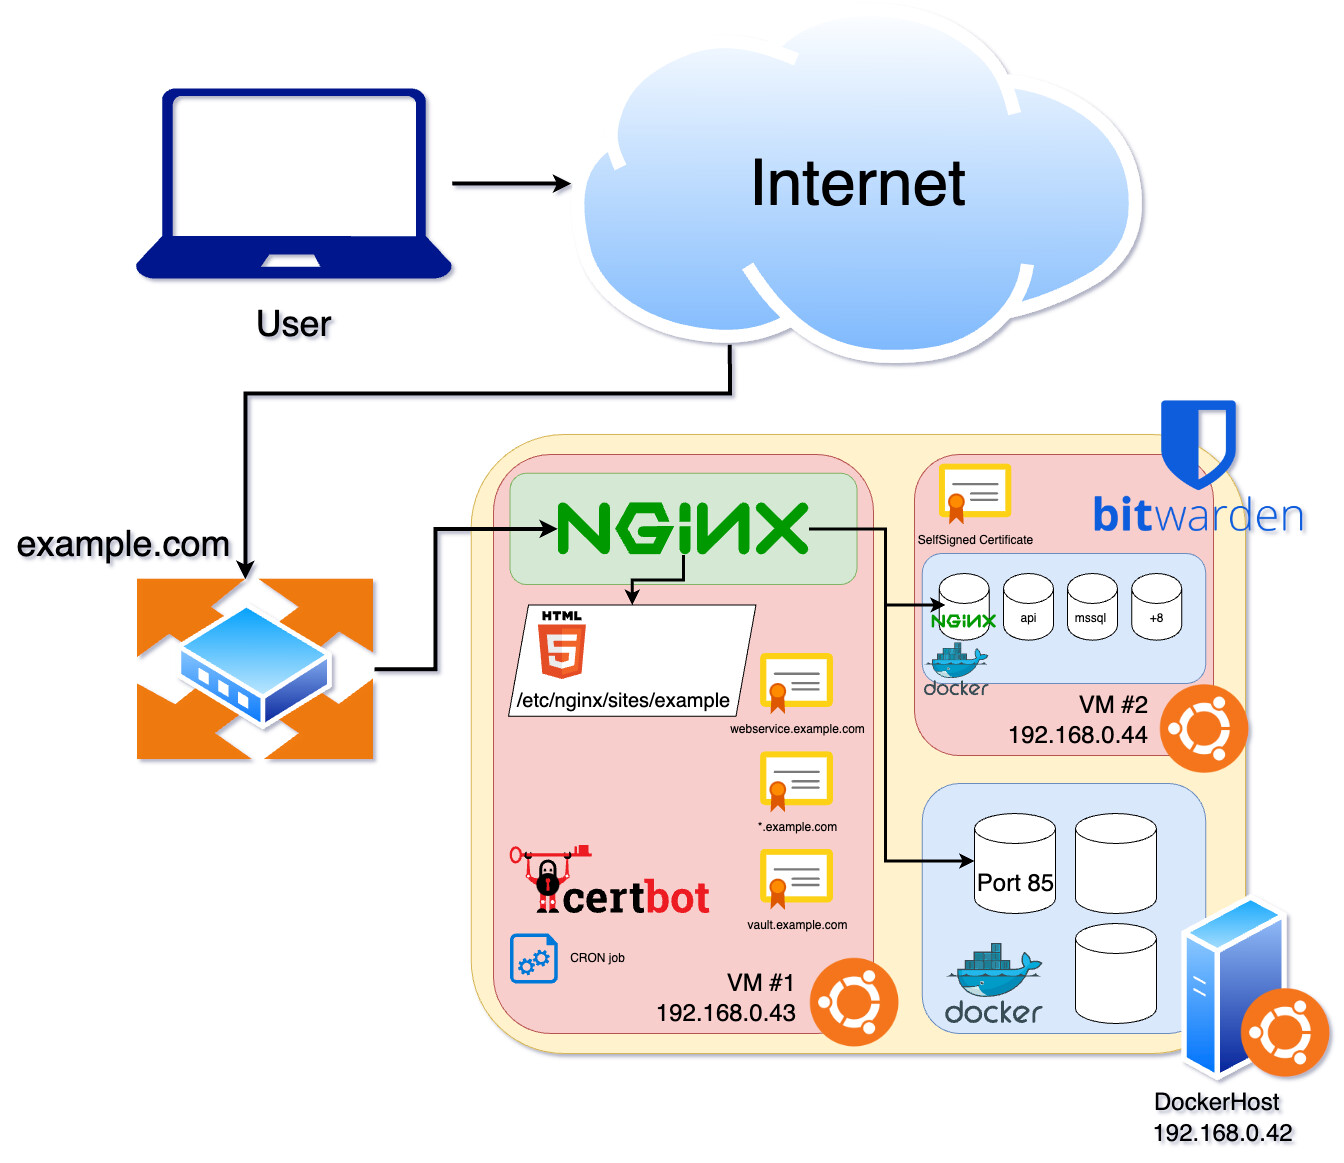 Internet
User
example.com
bitwarden
NGiNX
SelfSigned Certificate
HTML
5
/etc/nginx/sites/example
NGiNX
api
mssql
+8
docker
webservice.example.com
VM #2
192.168.0.44
*.example.com
certbot
vault.example.com
Port 85
CRON job
VM #1
192.168.0.43
docker
DockerHost
192.168.0.42